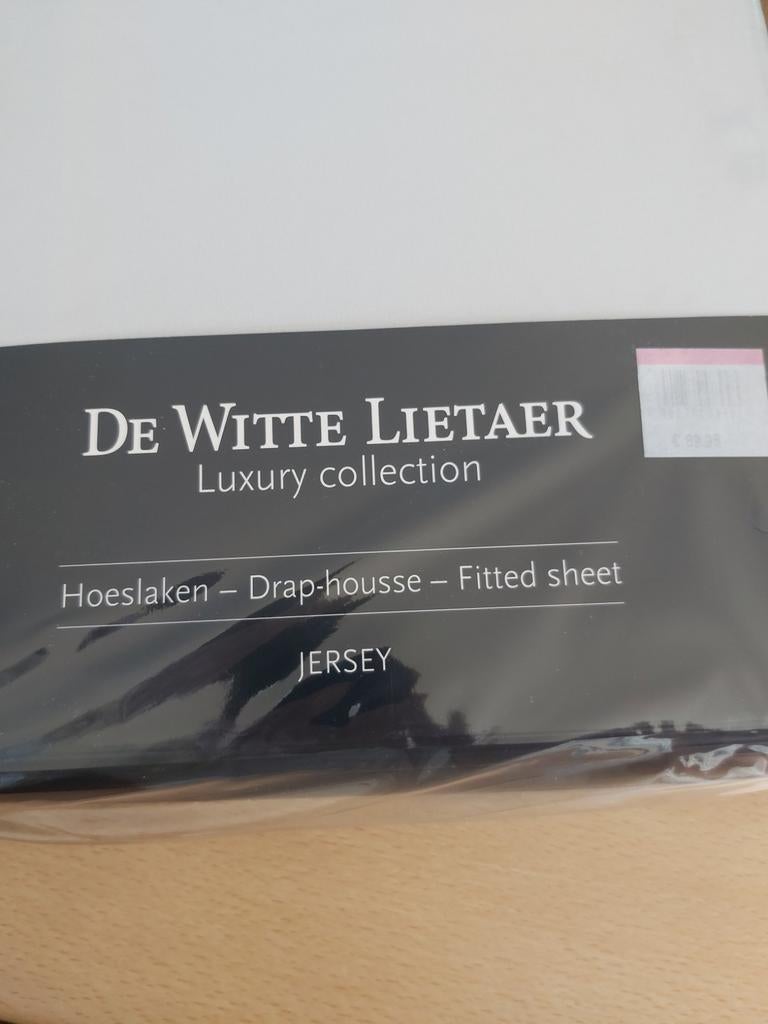 De Witte Lietaer
Luxury collection
Hoeslaken – Drap-housse – Fitted sheet
JERSEY